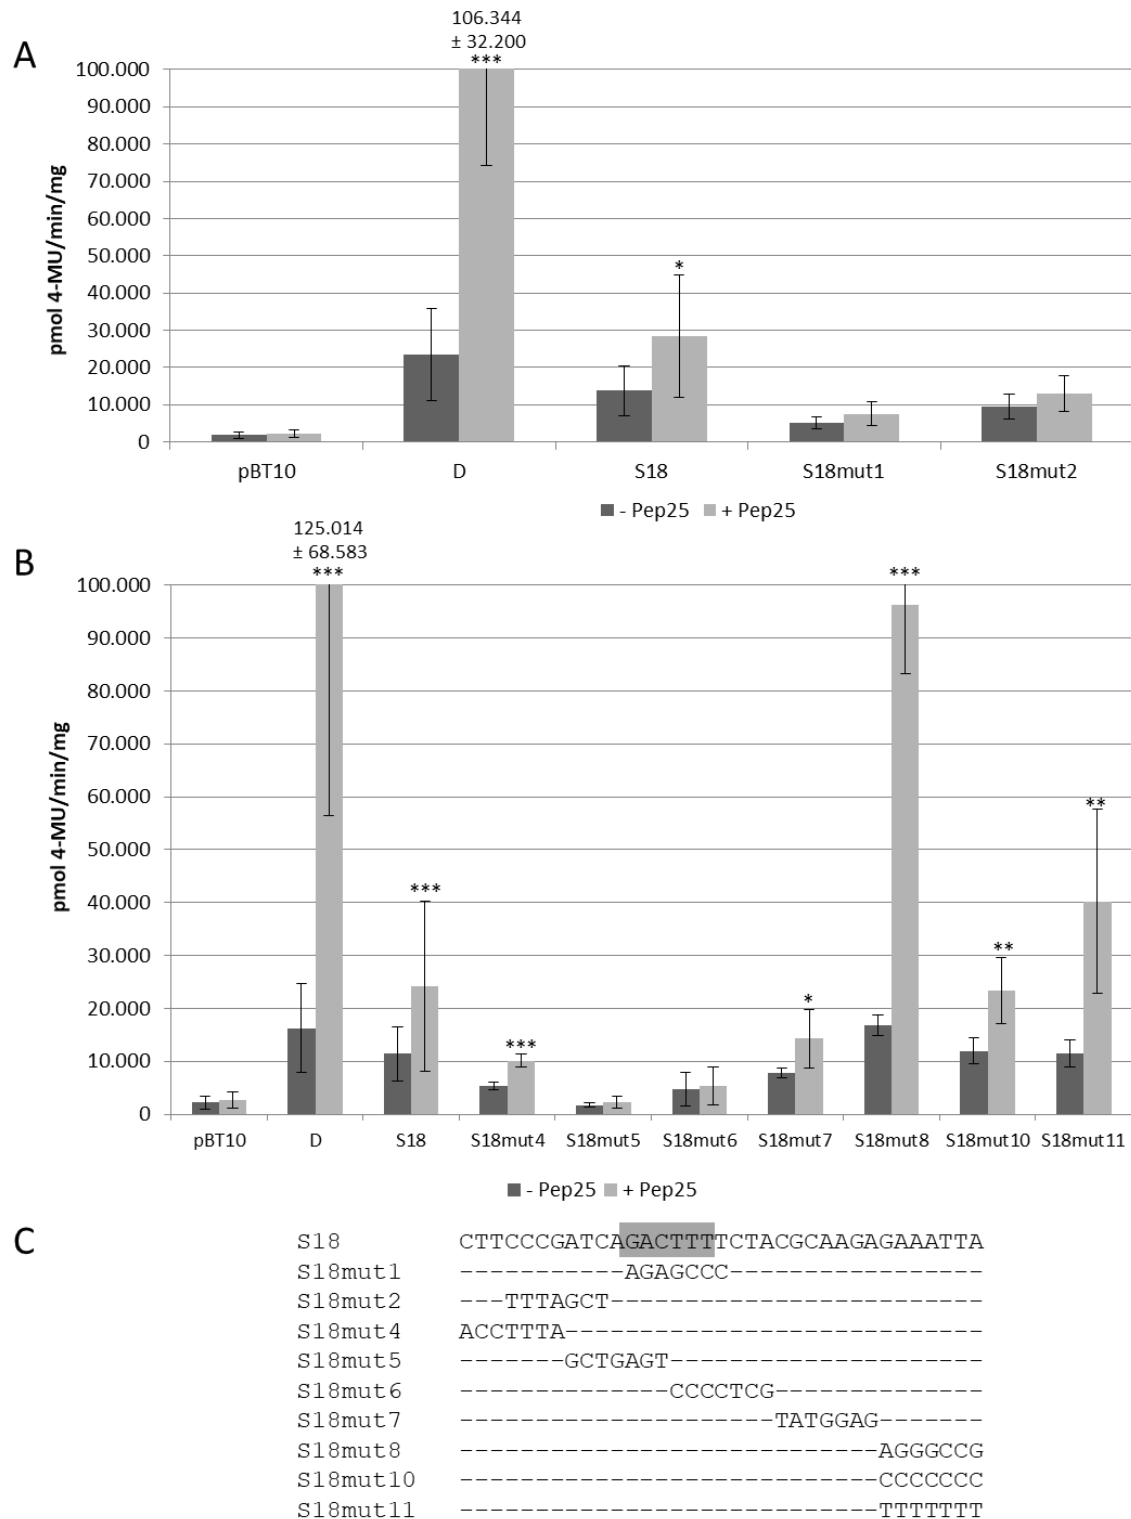 106.344
± 32.200
A
***
100.000
90.000
80.000
70.000
60.000
50.000
40.000
30.000
20.000
10.000
0
pmol 4-MU/min/mg
*
pBT10 D S18 S18mut1 S18mut2
- Pep25 + Pep25
125.014
± 68.583
B
*** ***
100.000
90.000
80.000
70.000
60.000
50.000
40.000
30.000
20.000
10.000
0
pmol 4-MU/min/mg
*** *** * ** **
pBT10 D S18 S18mut4 S18mut5 S18mut6 S18mut7 S18mut8 S18mut10 S18mut11
- Pep25 + Pep25
C
S18 CTTCCCGATCAGACTTTTCTACGCAAGAGAAATTA
S18mut1 -----------AGAGCCC-----------------
S18mut2 ---TTTAGCT-------------------------
S18mut4 ACCTTTA----------------------------
S18mut5 -------GCTGAGT---------------------
S18mut6 --------------CCCCTCG--------------
S18mut7 ---------------------TATGGAG-------
S18mut8 ----------------------------AGGGCCG
S18mut10 ----------------------------CCCCCCC
S18mut11 ----------------------------TTTTTTT